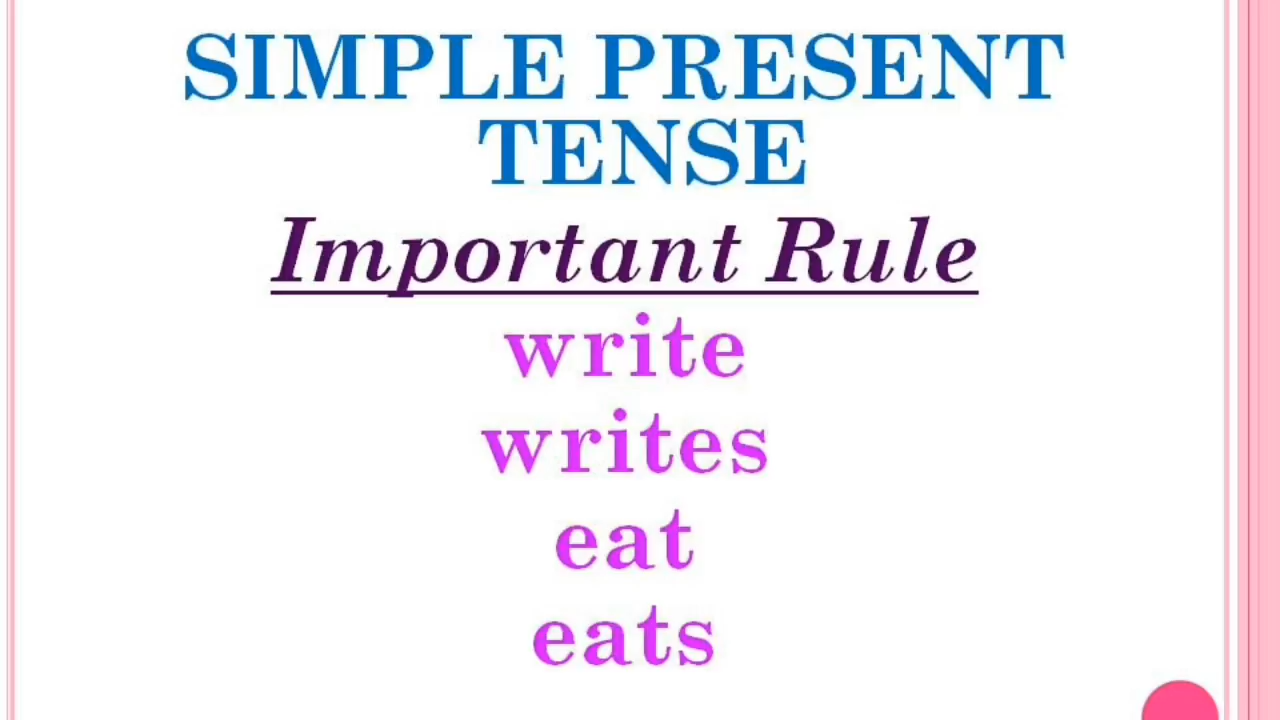 SIMPLE PRESENT
TENSE
Important Rule
write
writes
eat
eats